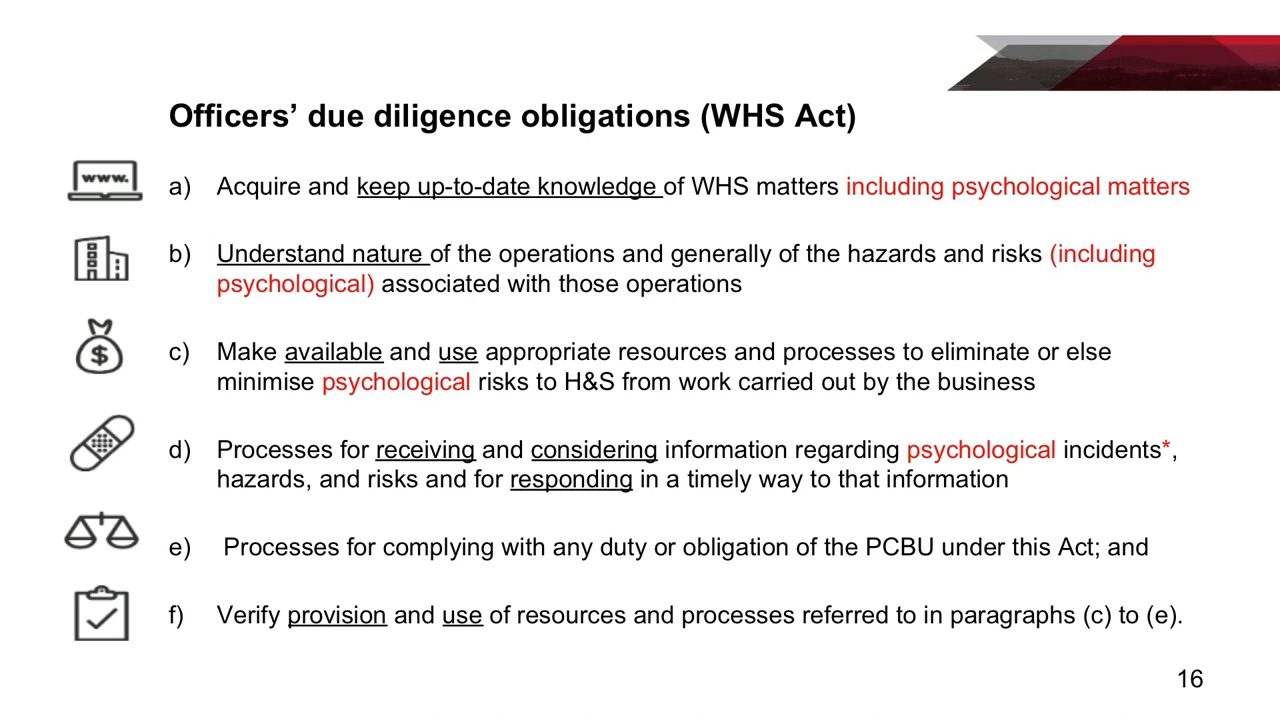 Officers’ due diligence obligations (WHS Act)
www.
a) Acquire and keep up-to-date knowledge of WHS matters including psychological matters
b) Understand nature of the operations and generally of the hazards and risks (including
psychological) associated with those operations
$
c) Make available and use appropriate resources and processes to eliminate or else
minimise psychological risks to H&S from work carried out by the business
d) Processes for receiving and considering information regarding psychological incidents*,
hazards, and risks and for responding in a timely way to that information
e) Processes for complying with any duty or obligation of the PCBU under this Act; and
f) Verify provision and use of resources and processes referred to in paragraphs (c) to (e).
16